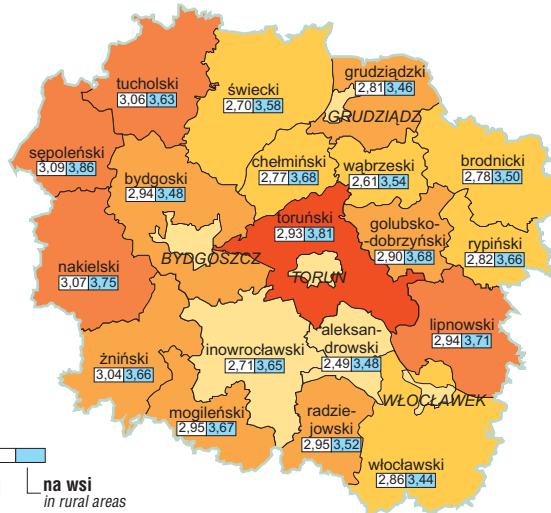 tucholski
3,06 3,63
świecki
2,70 3,58
grudziądzki
2,81 3,46
GRUDZIĄDZ
sępoleński
3,09 3,86
bydgoski
2,94 3,48
chełmiński
2,77 3,68
wąbrzeski
2,61 3,54
brodnicki
2,78 3,50
toruński
2,93 3,81
golubsko-
-dobrzyński
2,90 3,68
rypiński
2,82 3,66
BYDGOSZCZ
TORUŃ
nakielski
3,07 3,75
lipnowski
2,94 3,71
żniński
3,04 3,66
inowrocławski
2,71 3,65
aleksan-
drowski
2,49 3,48
WŁOCŁAWEK
mogileński
2,95 3,67
radzie-
jowski
2,95 3,52
włocławski
2,86 3,44
na wsi
in rural areas